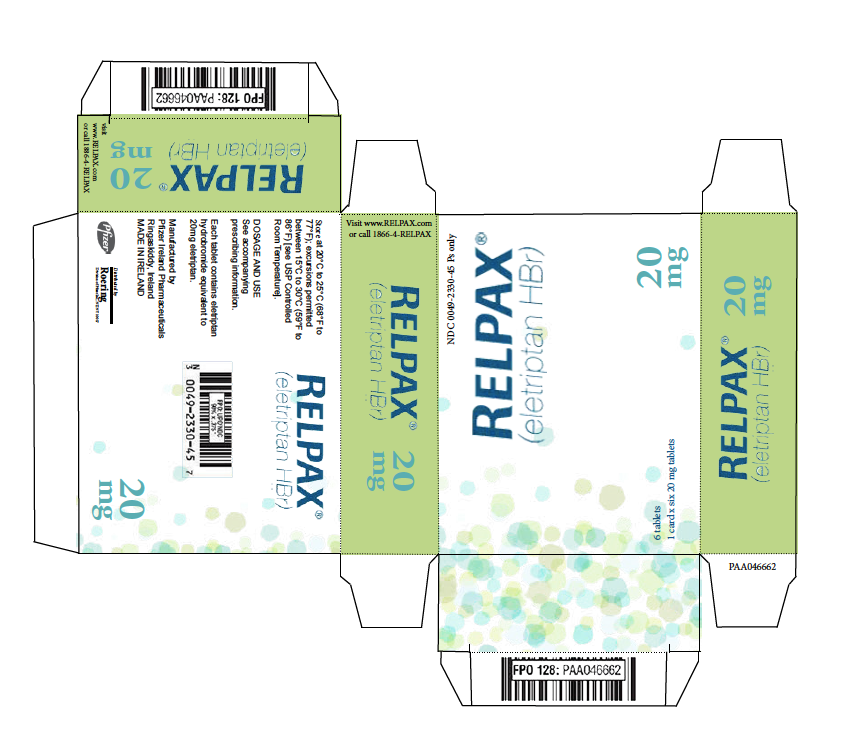 FPO 128: PAA046662
RELPAX®
(eletriptan HBr)
20
mg
visit
www.RELPAX.com
or call 1866-4-RELPAX
Store at 20°C to 25°C (68°F to
77°F); excursions permitted
between 15°C to 30°C (59°F to
86°F) [see USP Controlled
Room Temperature].
DOSAGE AND USE
See accompanying
prescribing information.
Each tablet contains eletriptan
hydrobromide equivalent to
20mg eletriptan.
Manufactured by
Pfizer Ireland Pharmaceuticals
Ringaskiddy, Ireland
MADE IN IRELAND
Pfizer
Distributed by
Roering
RELPAX®
(eletriptan HBr)
FPO: UPC/NDC
N
3 0049-2330-45 7
20
mg
Visit www.RELPAX.com
or call 1866-4-RELPAX
RELPAX®
(eletriptan HBr)
20
mg
NDC 0049-2330-45 Rx only
RELPAX®
(eletriptan HBr)
20
mg
6 tablets
1 card x six 20 mg tablets
20
mg
RELPAX®
(eletriptan HBr)
PAA046662
FPO 128: PAA046662